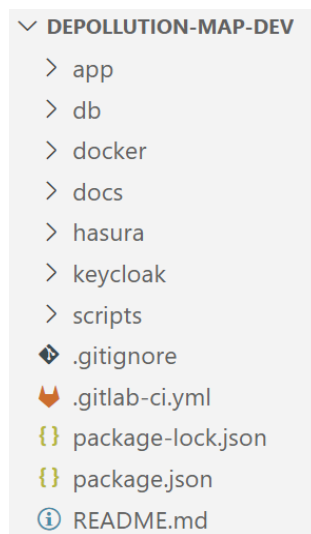 DEPOLLUTION-MAP-DEV
app
db
docker
docs
hasura
keycloak
scripts
.gitignore
.gitlab-ci.yml
package-lock.json
package.json
README.md